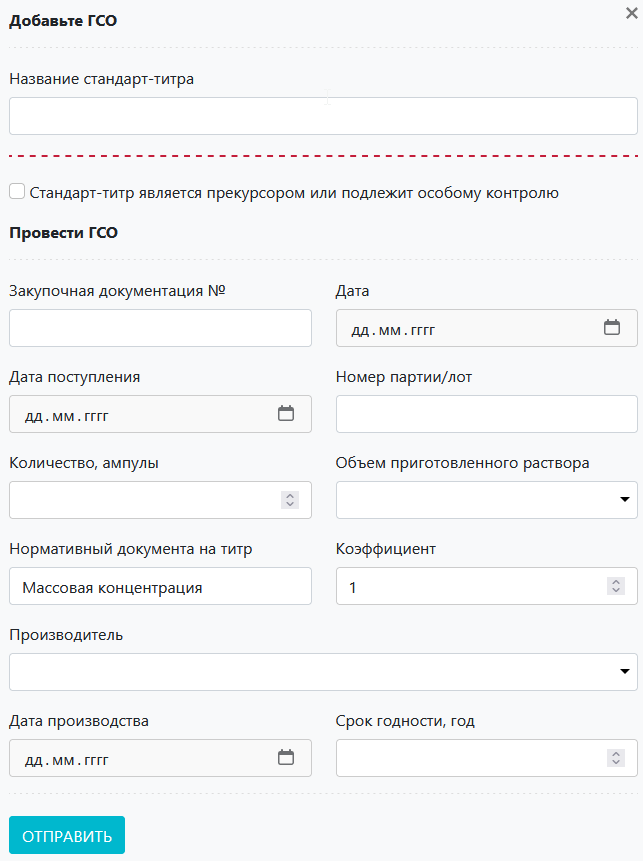 Добавьте ГСО
Название стандарт-титра
Стандарт-титр является прекурсором или подлежит особому контролю
Провести ГСО
Закупочная документация №
Дата
дд.мм.гггг
Дата поступления
Номер партии/лот
дд.мм.гггг
Количество, ампулы
Объем приготовленного раствора
Нормативный документа на титр
Коэффициент
Массовая концентрация
1
Производитель
Дата производства
Срок годности, год
дд.мм.гггг
ОТПРАВИТЬ